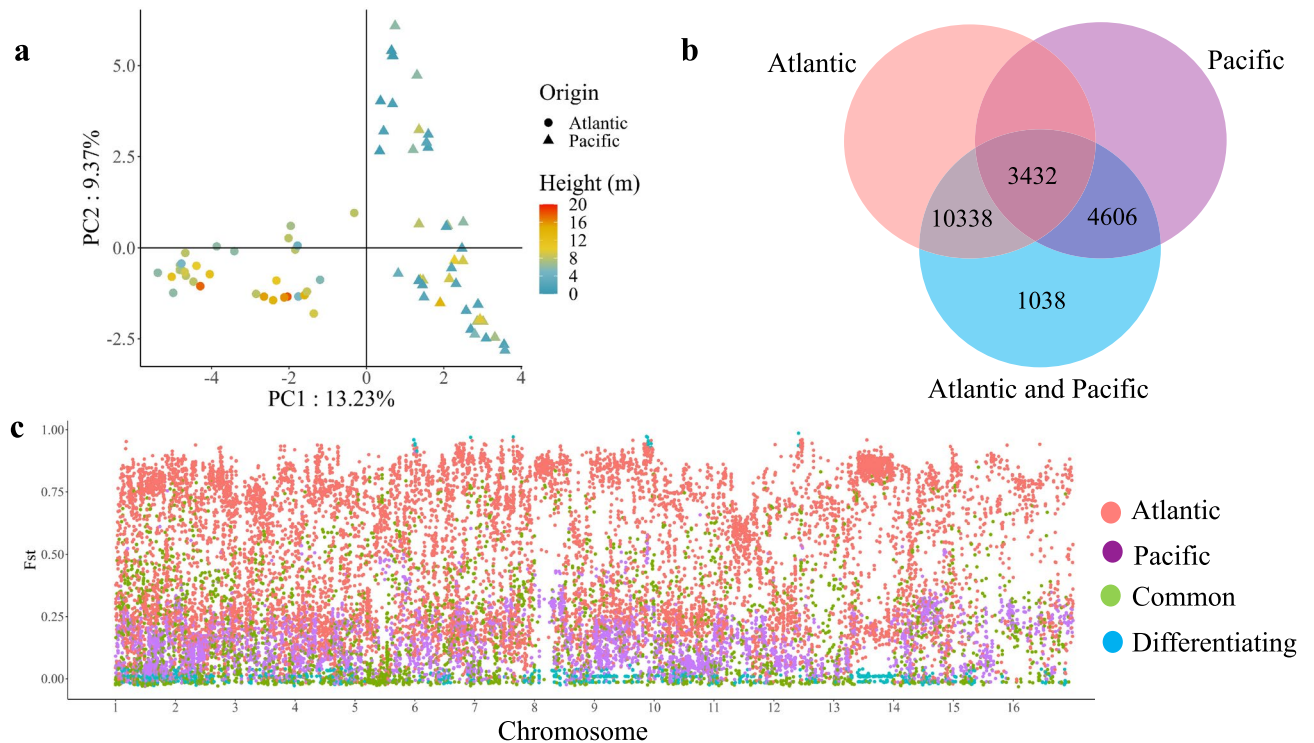 a
5.0
2.5
0.0
-2.5
PC2 : 9.37%
-4
-2
0
2
4
PC1 : 13.23%
Origin
Atlantic
Pacific
Height (m)
20
16
12
8
4
0
b
Atlantic
Pacific
3432
10338
4606
1038
Atlantic and Pacific
c
1.00
0.75
0.50
0.25
0.00
Fst
1 2 3 4 5 6 7 8 9 10 11 12 13 14 15 16
Chromosome
Atlantic
Pacific
Common
Differentiating